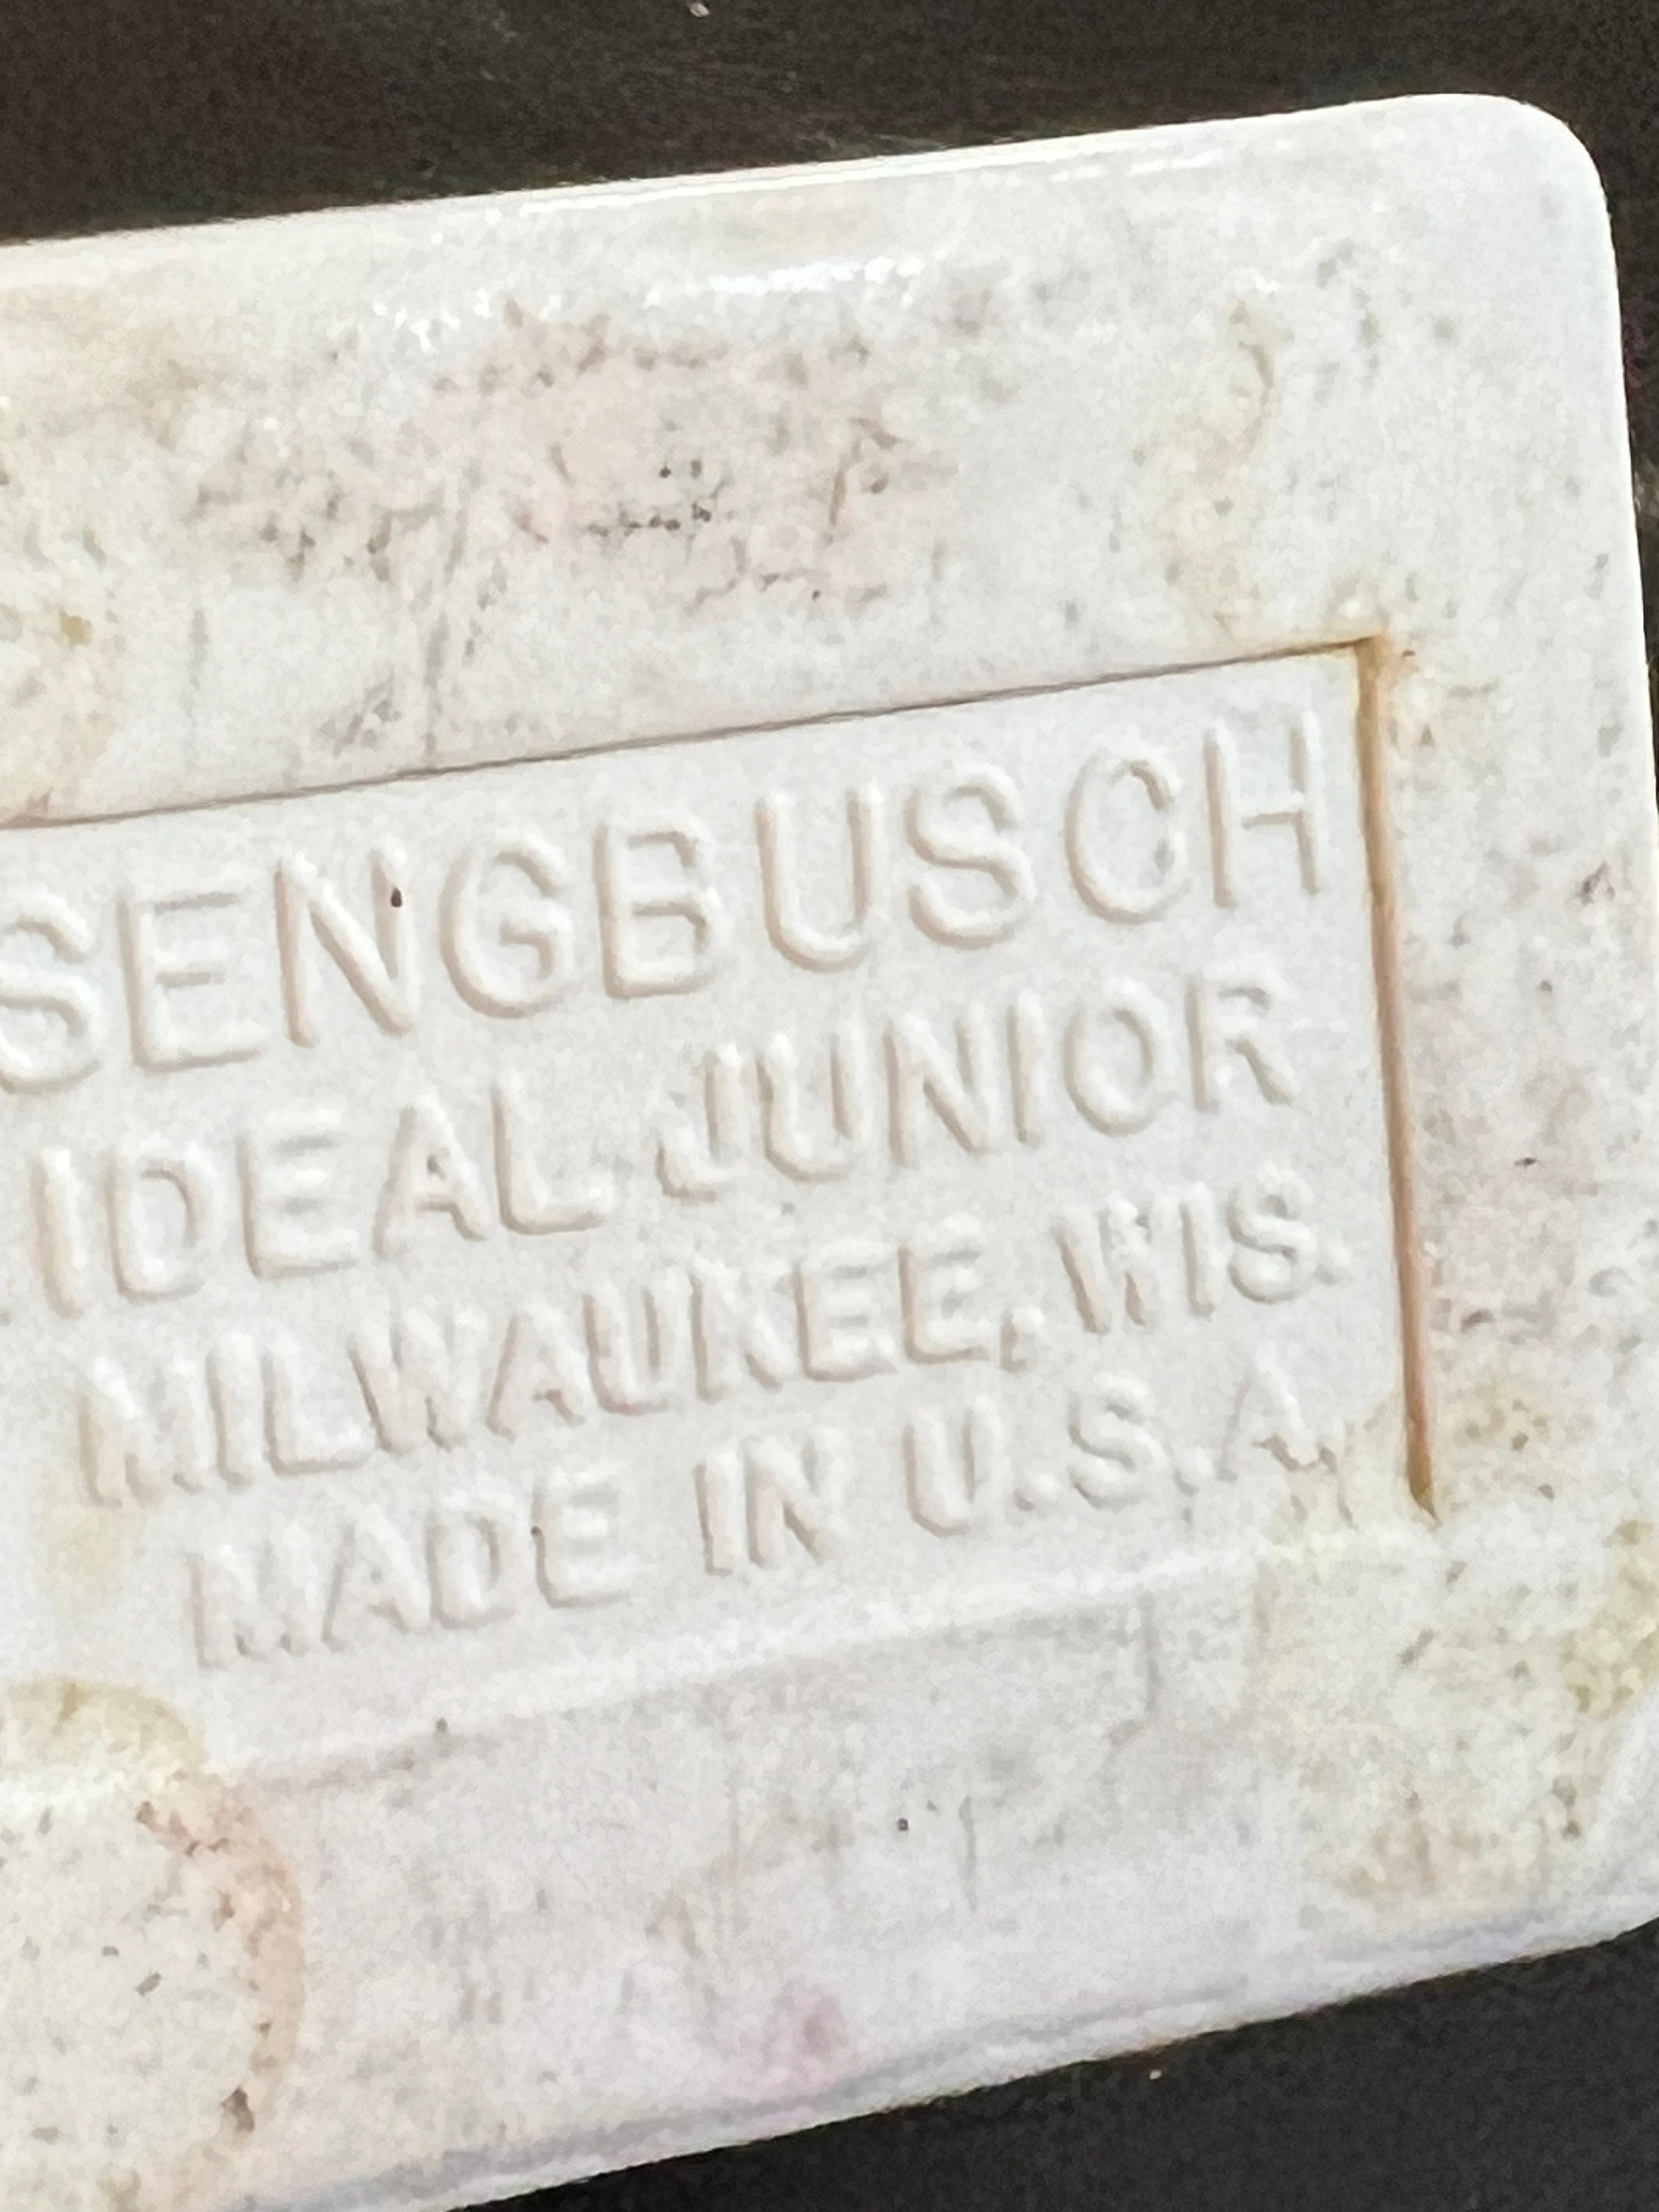 SENGBUSCH
IDEAL JUNIOR
MILWAUKEE, WIS.
MADE IN U.S.A.